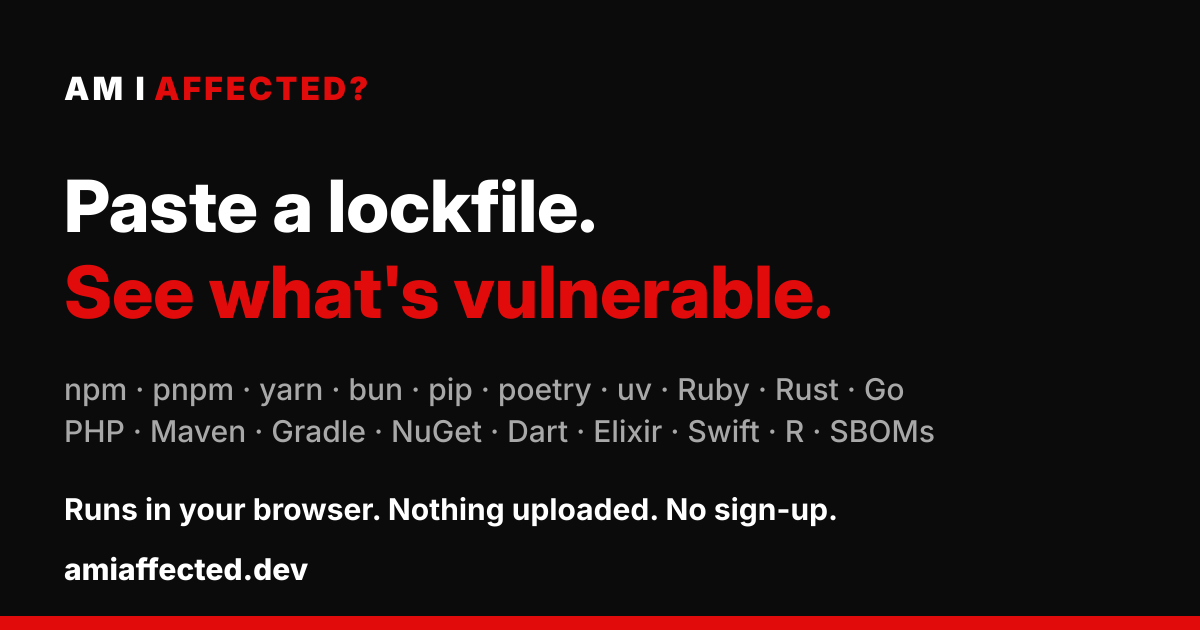 AM I AFFECTED?
Paste a lockfile.
See what's vulnerable.
npm · pnpm · yarn · bun · pip · poetry · uv · Ruby · Rust · Go
PHP · Maven · Gradle · NuGet · Dart · Elixir · Swift · R · SBOMs
Runs in your browser. Nothing uploaded. No sign-up.
amiaffected.dev